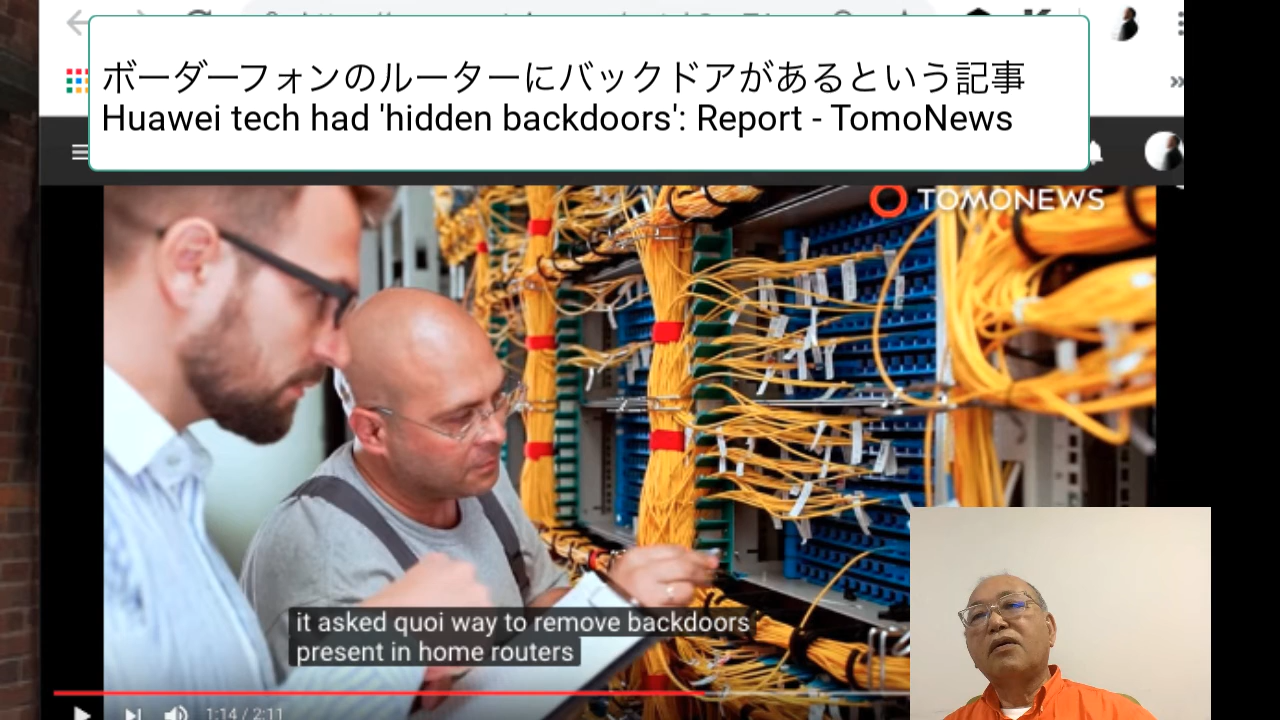 ボーダーフォンのルーターにバックドアがあるという記事
Huawei tech had 'hidden backdoors': Report - TomoNews
TOMONEWS
it asked quoi way to remove backdoors
present in home routers
1:14 / 2:11